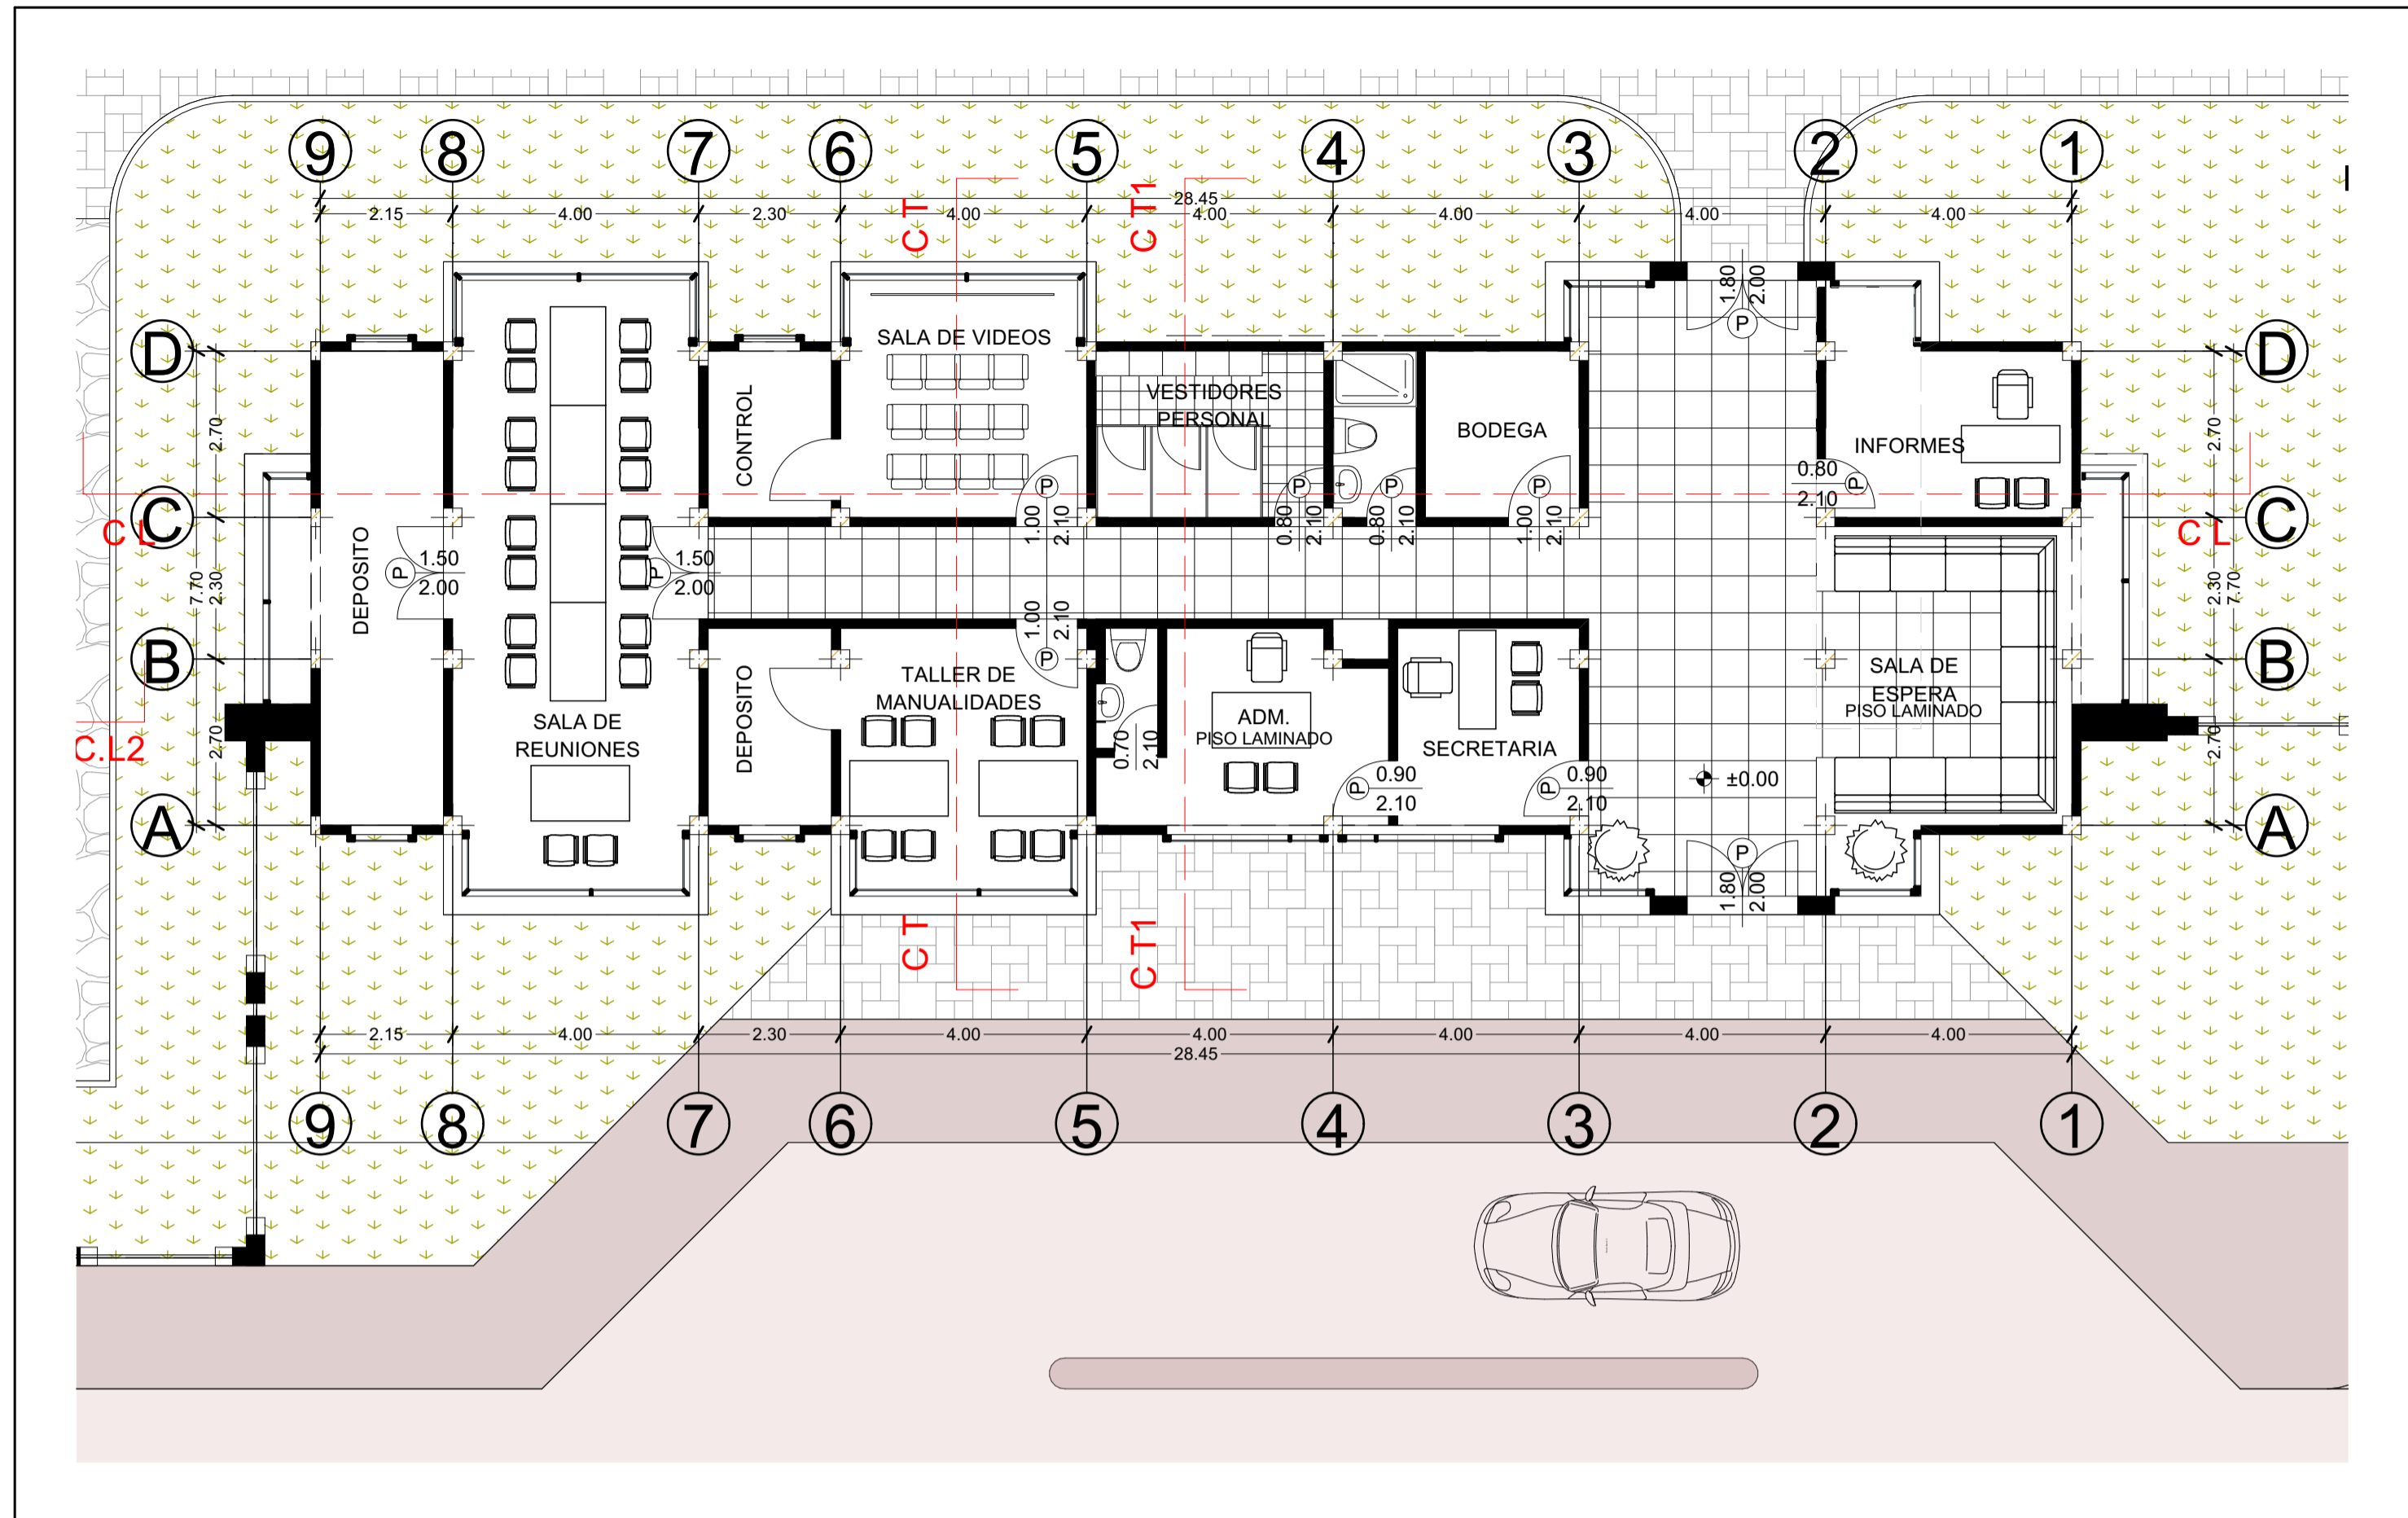 9 8 7 6 5 4 3 2 1
28.45
2.15 4.00 2.30 4.00 4.00 4.00 4.00 4.00
C T
C T1
1.80
2.00
P
D
D
SALA DE VIDEOS
VESTIDORES
PERSONAL
CONTROL
BODEGA
INFORMES
2.70
2.70
0.80
2.10
P
P
1.00
2.10
P
0.80
2.10
P
0.80
2.10
P
1.00
2.10
C
C
C L
C L
DEPOSITO
P
1.50
2.00
P
1.50
2.00
7.70
2.30
2.30
7.70
1.00
2.10
P
B
B
TALLER DE
MANUALIDADES
SALA DE
ESPERA
PISO LAMINADO
SALA DE
REUNIONES
DEPOSITO
ADM.
PISO LAMINADO
SECRETARIA
0.70
2.10
C.L2
2.70
2.70
P
0.90
2.10
P
0.90
2.10
±0.00
A
A
P
1.80
2.00
C T
C T1
2.15 4.00 2.30 4.00 4.00 4.00 4.00 4.00
28.45
9 8 7 6 5 4 3 2 1